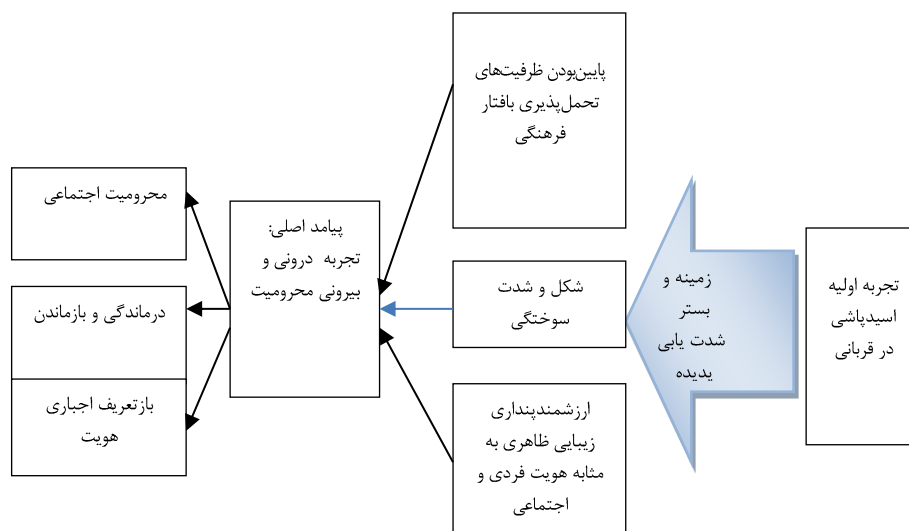 تجربه اولیه
اسیدپاشی
در قربانی
زمینه و
بستر
شدت یابی
پدیده
پایین‌بودن ظرفیت‌های
تحمل‌پذیری بافتار
فرهنگی
شکل و شدت
سوختگی
ارزشمندپنداری
زیبایی ظاهری به
مثابه هویت فردی و
اجتماعی
پیامد اصلی:
تجربه درونی و
بیرونی محرومیت
محرومیت اجتماعی
درماندگی و بازماندن
بازتعریف اجباری
هویت